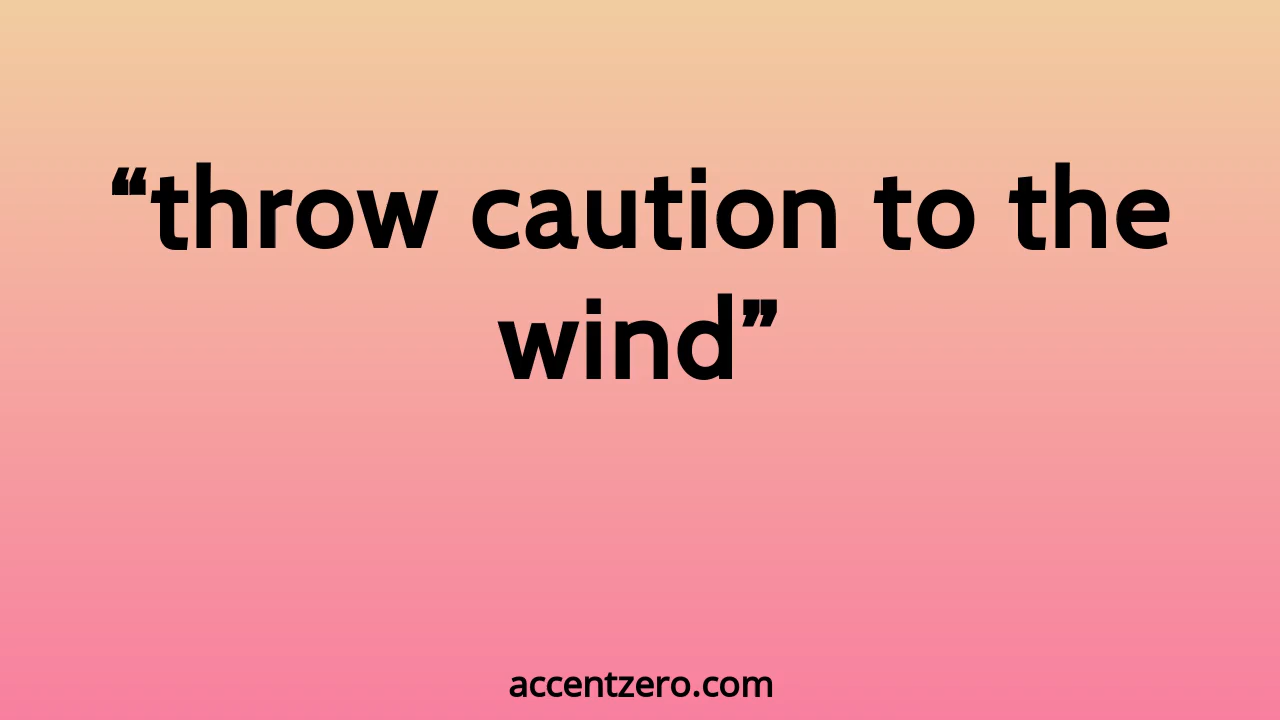 ❝throw caution to the
wind❞
accentzero.com